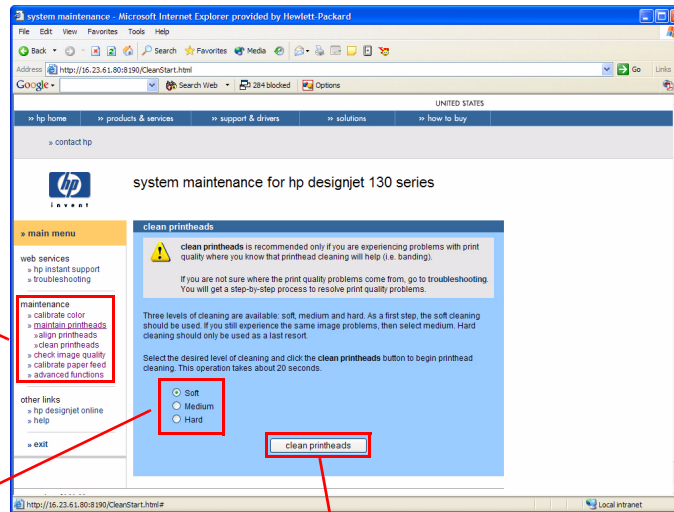 system maintenance - Microsoft Internet Explorer provided by Hewlett-Packard
File Edit View Favorites Tools Help
Back Search Favorites Media
Address http://16.23.61.80:8190/CleanStart.html Go Links
Google Search Web 284 blocked Options
UNITED STATES
» hp home » products & services » support & drivers » solutions » how to buy
» contact hp
hp
invent
system maintenance for hp designjet 130 series
» main menu
web services
» hp instant support
» troubleshooting
maintenance
» calibrate color
» maintain printheads
»align printheads
»clean printheads
» check image quality
» calibrate paper feed
» advanced functions
other links
» hp designjet online
» help
» exit
clean printheads
clean printheads is recommended only if you are experiencing problems with print
quality where you know that printhead cleaning will help (i.e. banding).
If you are not sure where the print quality problems come from, go to troubleshooting.
You will get a step-by-step process to resolve print quality problems.
Three levels of cleaning are available: soft, medium and hard. As a first step, the soft cleaning
should be used. If you still experience the same image problems, then select medium. Hard
cleaning should only be used as a last resort.
Select the desired level of cleaning and click the clean printheads button to begin printhead
cleaning. This operation takes about 20 seconds.
Soft
Medium
Hard
clean printheads
http://16.23.61.80:8190/CleanStart.html# Local intranet